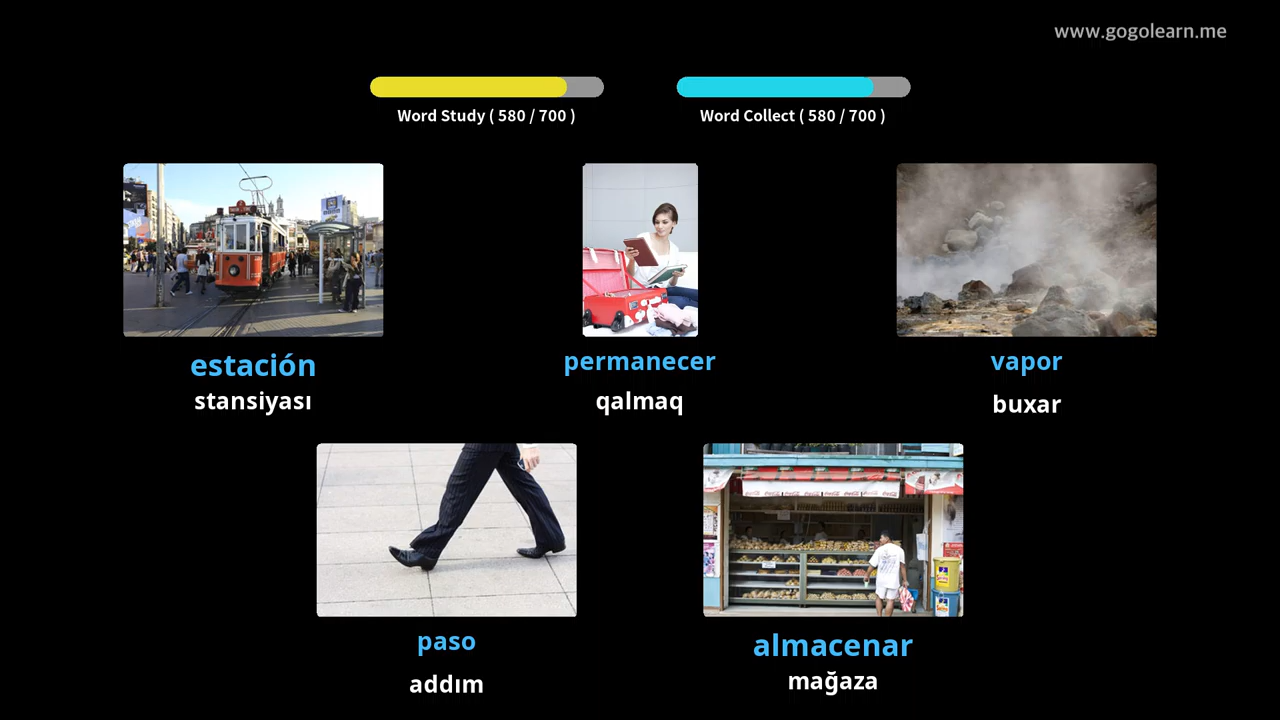 www.gogolearn.me
Word Study ( 580 / 700 )
Word Collect ( 580 / 700 )
estación
stansiyası
permanecer
qalmaq
vapor
buxar
paso
addım
almacenar
mağaza